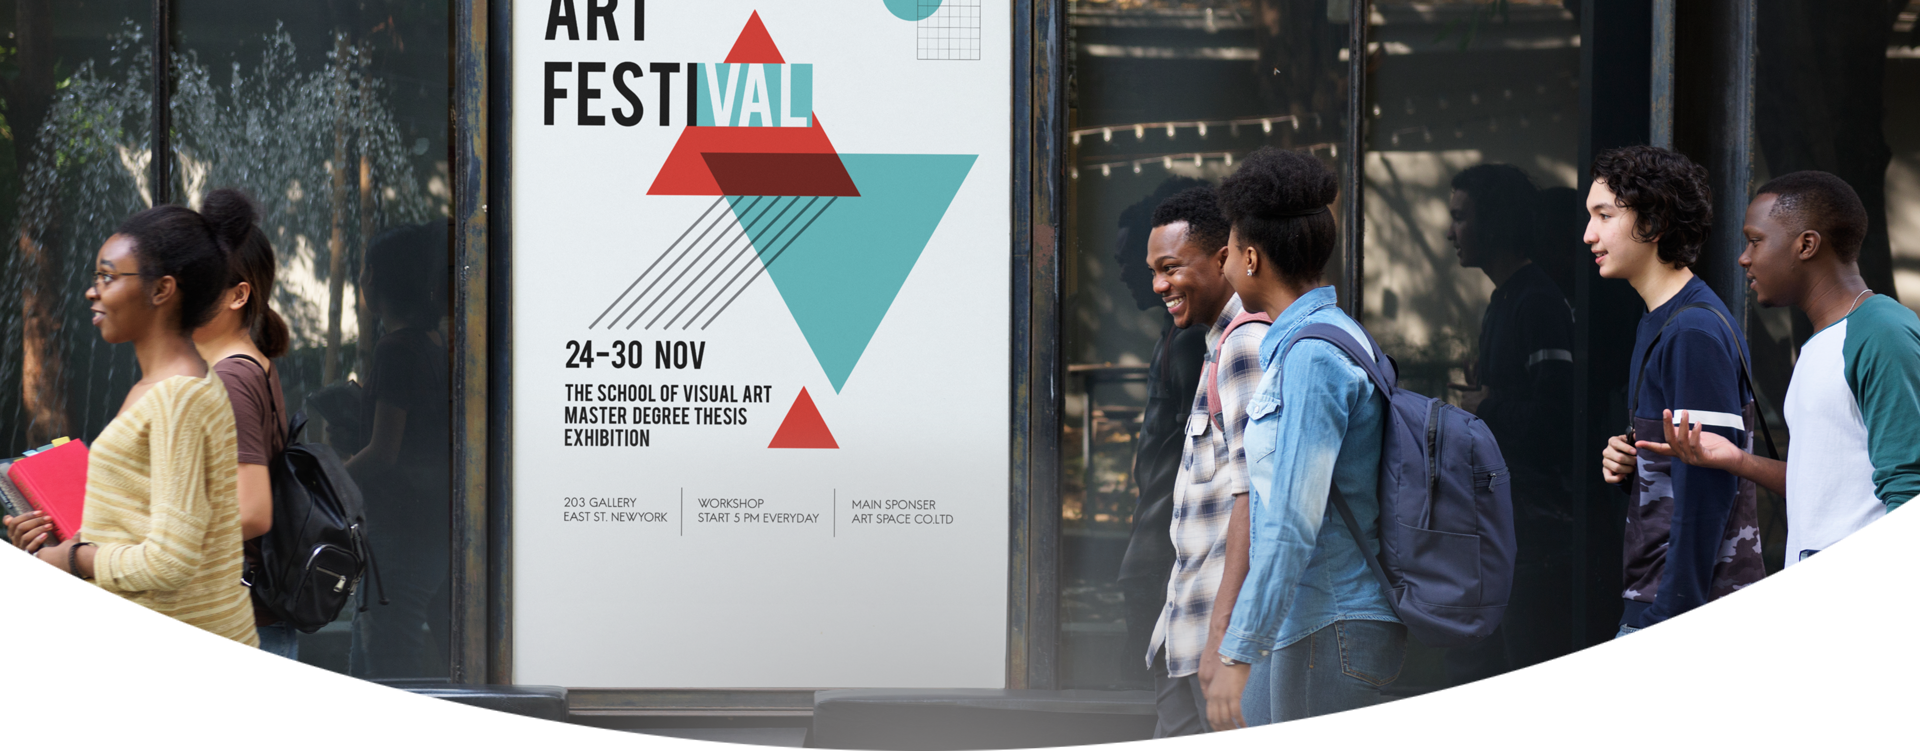 ART
FESTIVAL
24-30 NOV
THE SCHOOL OF VISUAL ART
MASTER DEGREE THESIS
EXHIBITION
203 GALLERY
EAST ST. NEWYORK
WORKSHOP
START 5 PM EVERYDAY
MAIN SPONSER
ART SPACE CO.LTD